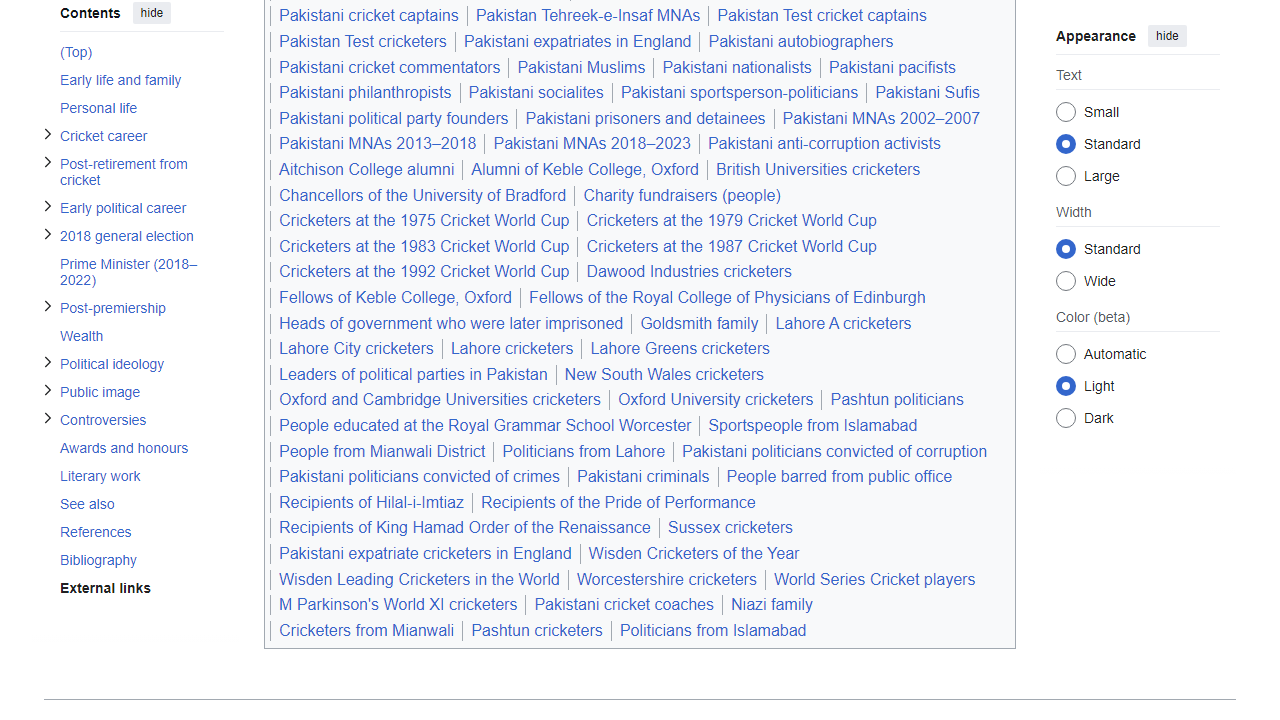 Contents hide
(Top)
Early life and family
Personal life
Cricket career
Post-retirement from
cricket
Early political career
2018 general election
Prime Minister (2018–
2022)
Post-premiership
Wealth
Political ideology
Public image
Controversies
Awards and honours
Literary work
See also
References
Bibliography
External links
Pakistani cricket captains Pakistan Tehreek-e-Insaf MNAs Pakistan Test cricket captains
Pakistan Test cricketers Pakistani expatriates in England Pakistani autobiographers
Pakistani cricket commentators Pakistani Muslims Pakistani nationalists Pakistani pacifists
Pakistani philanthropists Pakistani socialites Pakistani sportsperson-politicians Pakistani Sufis
Pakistani political party founders Pakistani prisoners and detainees Pakistani MNAs 2002–2007
Pakistani MNAs 2013–2018 Pakistani MNAs 2018–2023 Pakistani anti-corruption activists
Aitchison College alumni Alumni of Keble College, Oxford British Universities cricketers
Chancellors of the University of Bradford Charity fundraisers (people)
Cricketers at the 1975 Cricket World Cup Cricketers at the 1979 Cricket World Cup
Cricketers at the 1983 Cricket World Cup Cricketers at the 1987 Cricket World Cup
Cricketers at the 1992 Cricket World Cup Dawood Industries cricketers
Fellows of Keble College, Oxford Fellows of the Royal College of Physicians of Edinburgh
Heads of government who were later imprisoned Goldsmith family Lahore A cricketers
Lahore City cricketers Lahore cricketers Lahore Greens cricketers
Leaders of political parties in Pakistan New South Wales cricketers
Oxford and Cambridge Universities cricketers Oxford University cricketers Pashtun politicians
People educated at the Royal Grammar School Worcester Sportspeople from Islamabad
People from Mianwali District Politicians from Lahore Pakistani politicians convicted of corruption
Pakistani politicians convicted of crimes Pakistani criminals People barred from public office
Recipients of Hilal-i-Imtiaz Recipients of the Pride of Performance
Recipients of King Hamad Order of the Renaissance Sussex cricketers
Pakistani expatriate cricketers in England Wisden Cricketers of the Year
Wisden Leading Cricketers in the World Worcestershire cricketers World Series Cricket players
M Parkinson's World XI cricketers Pakistani cricket coaches Niazi family
Cricketers from Mianwali Pashtun cricketers Politicians from Islamabad
Appearance hide
Text
Small
Standard
Large
Width
Standard
Wide
Color (beta)
Automatic
Light
Dark